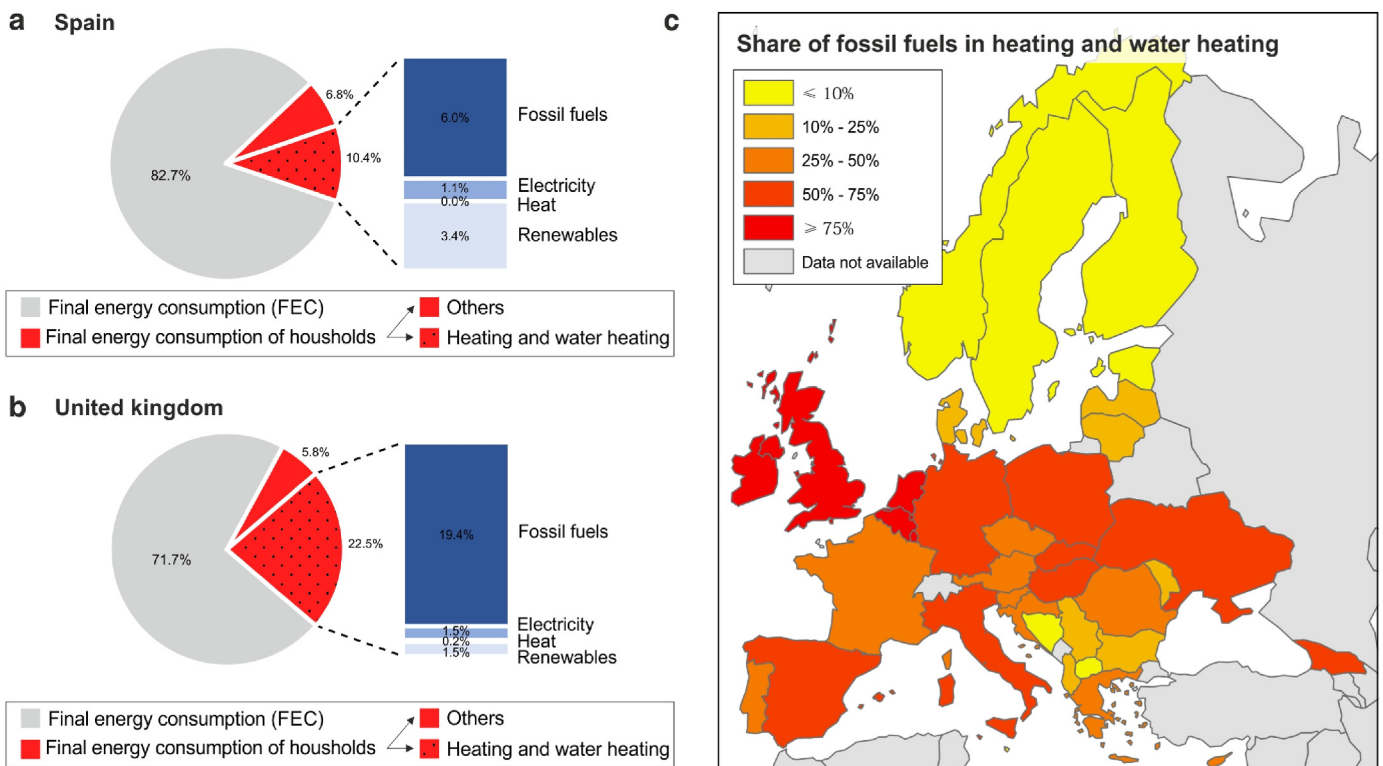 a Spain
6.8%
82.7%
10.4%
6.0%
Fossil fuels
1.1%
Electricity
0.0%
Heat
3.4%
Renewables
Final energy consumption (FEC)
Others
Final energy consumption of housholds
Heating and water heating
b United kingdom
5.8%
71.7%
22.5%
19.4%
Fossil fuels
1.5%
Electricity
0.2%
Heat
1.5%
Renewables
Final energy consumption (FEC)
Others
Final energy consumption of housholds
Heating and water heating
c
Share of fossil fuels in heating and water heating
⩽ 10%
10% - 25%
25% - 50%
50% - 75%
⩾ 75%
Data not available